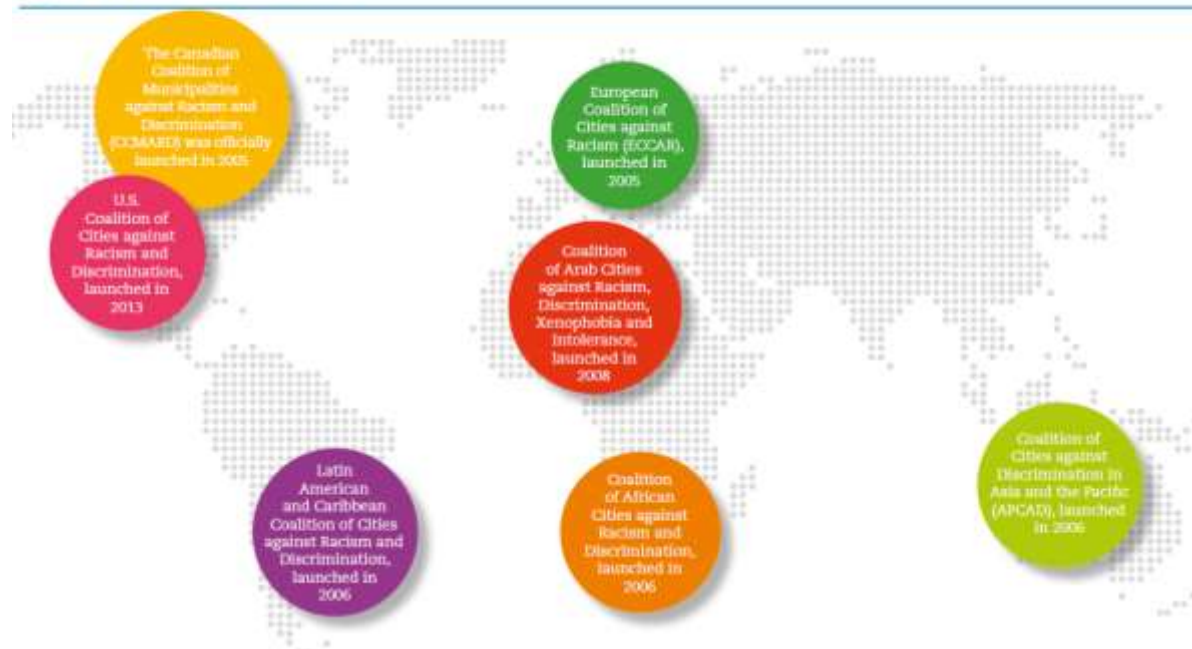 The Canadian
Coalition of
Municipalities
against Racism and
Discrimination
(CCMARD) was officially
launched in 2005
U.S.
Coalition of
Cities against
Racism and
Discrimination,
launched in
2013
European
Coalition of
Cities against
Racism (ECCAR),
launched in
2005
Coalition
of Arab Cities
against Racism,
Discrimination,
Xenophobia and
Intolerance,
launched in
2008
Latin
American
and Caribbean
Coalition of Cities
against Racism and
Discrimination,
launched in
2006
Coalition
of African
Cities against
Racism and
Discrimination,
launched in
2006
Coalition of
Cities against
Discrimination in
Asia and the Pacific
(APCAD), launched
in 2006